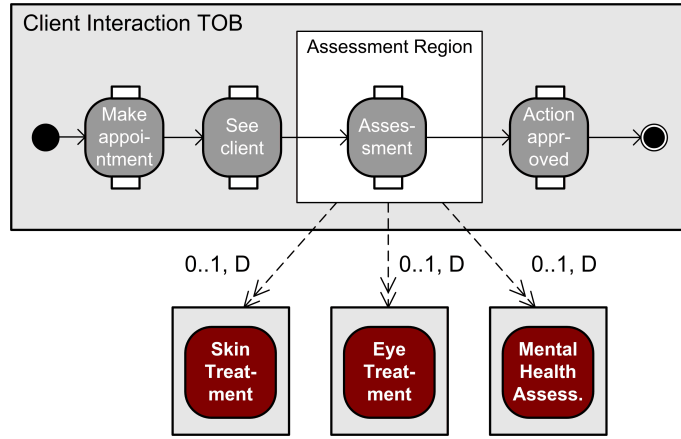 Client Interaction TOB
Assessment Region
Make
appoi-
ntment
See
client
Asses-
sment
Action
appr-
oved
0..1, D
0..1, D
0..1, D
Skin
Treat-
ment
Eye
Treat-
ment
Mental
Health
Assess.